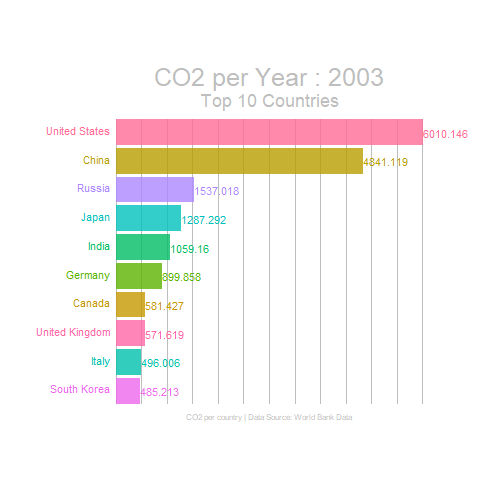 CO2 per Year : 2003
Top 10 Countries
United States 6010.146
China 4841.119
Russia 1537.018
Japan 1287.292
India 1059.16
Germany 899.858
Canada 581.427
United Kingdom 571.619
Italy 496.006
South Korea 485.213
CO2 per country | Data Source: World Bank Data